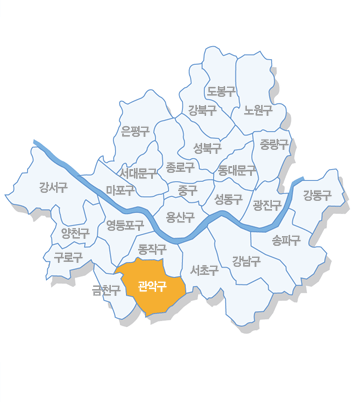 도봉구
강북구
노원구
은평구
성북구
중랑구
종로구
서대문구
동대문구
강서구
마포구
중구
성동구
강동구
광진구
용산구
영등포구
양천구
송파구
동작구
구로구
강남구
서초구
관악구
금천구